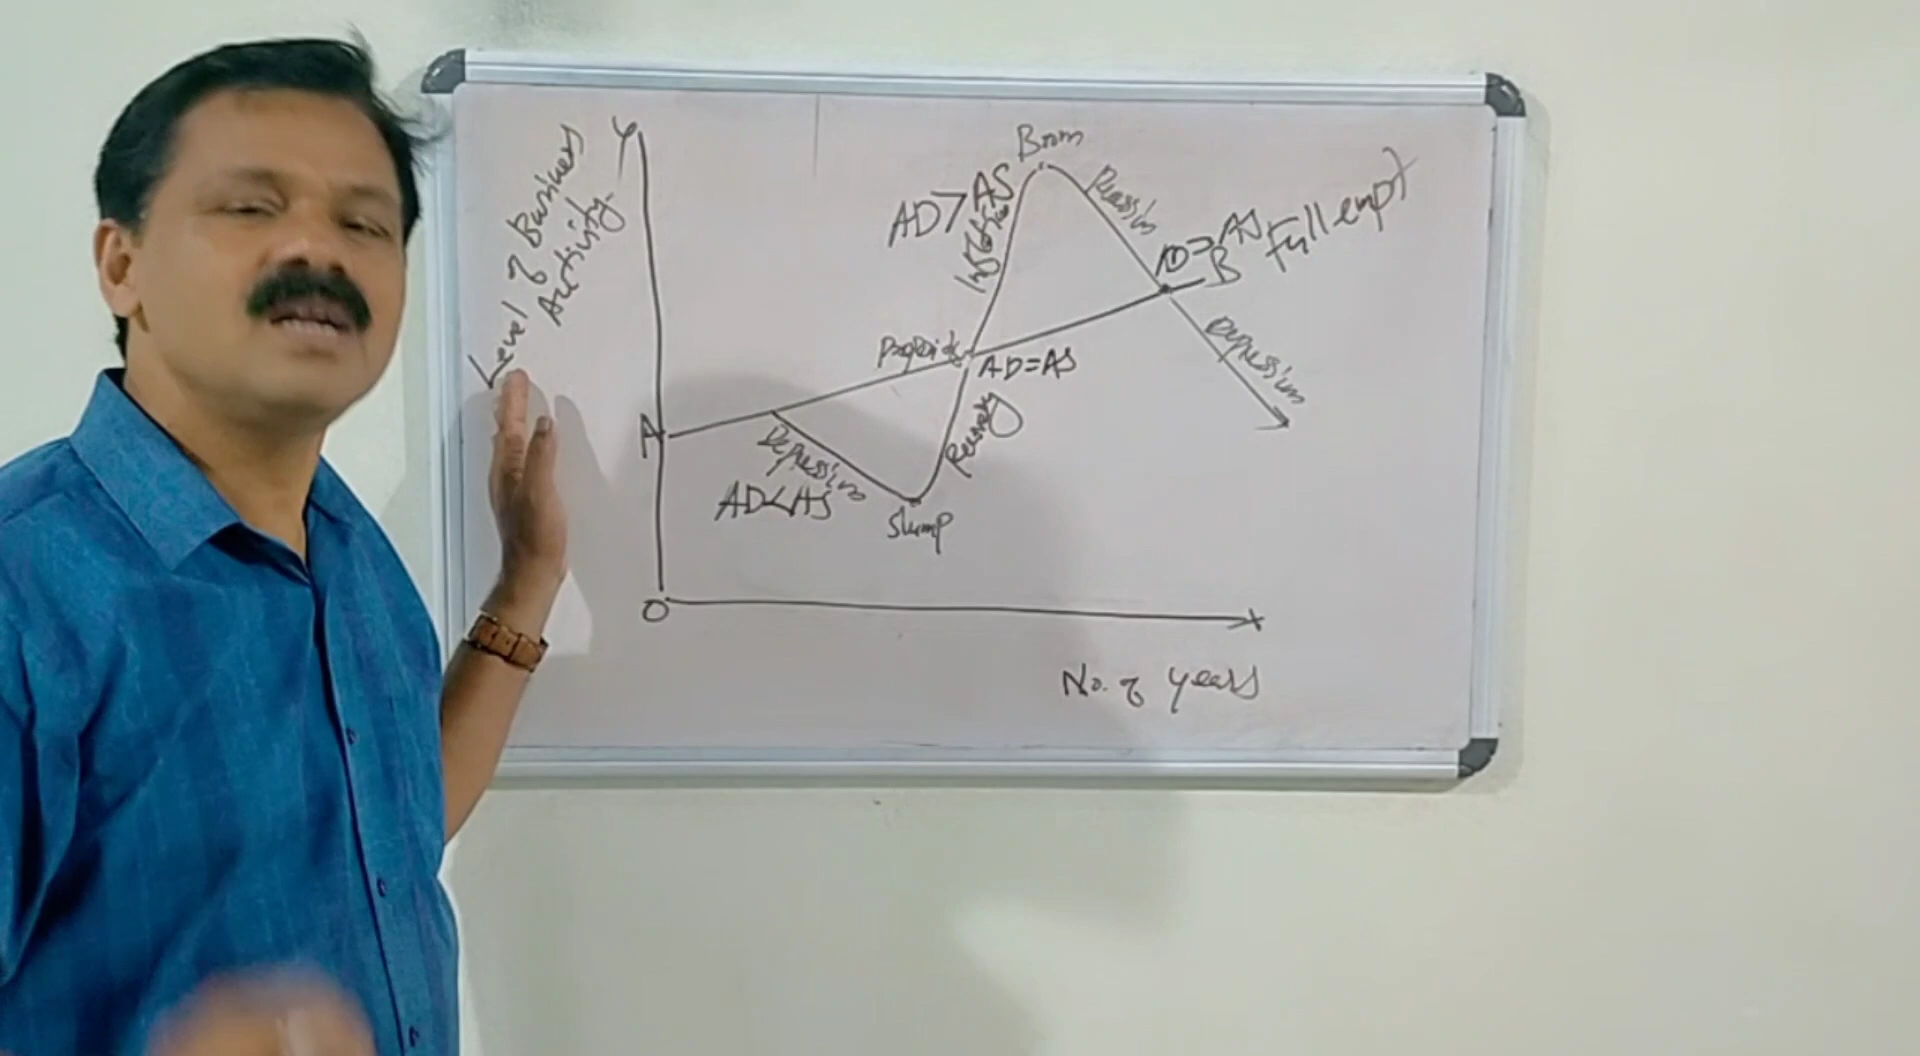 Y
Level of Business
Activity
Boom
Recession
AD > AS
Inflation
AD = AS
B
Full empt
Prosperity
AD=AS
Depression
A
Depression
AD<AS
Recovery
Slump
O
X
No. of years